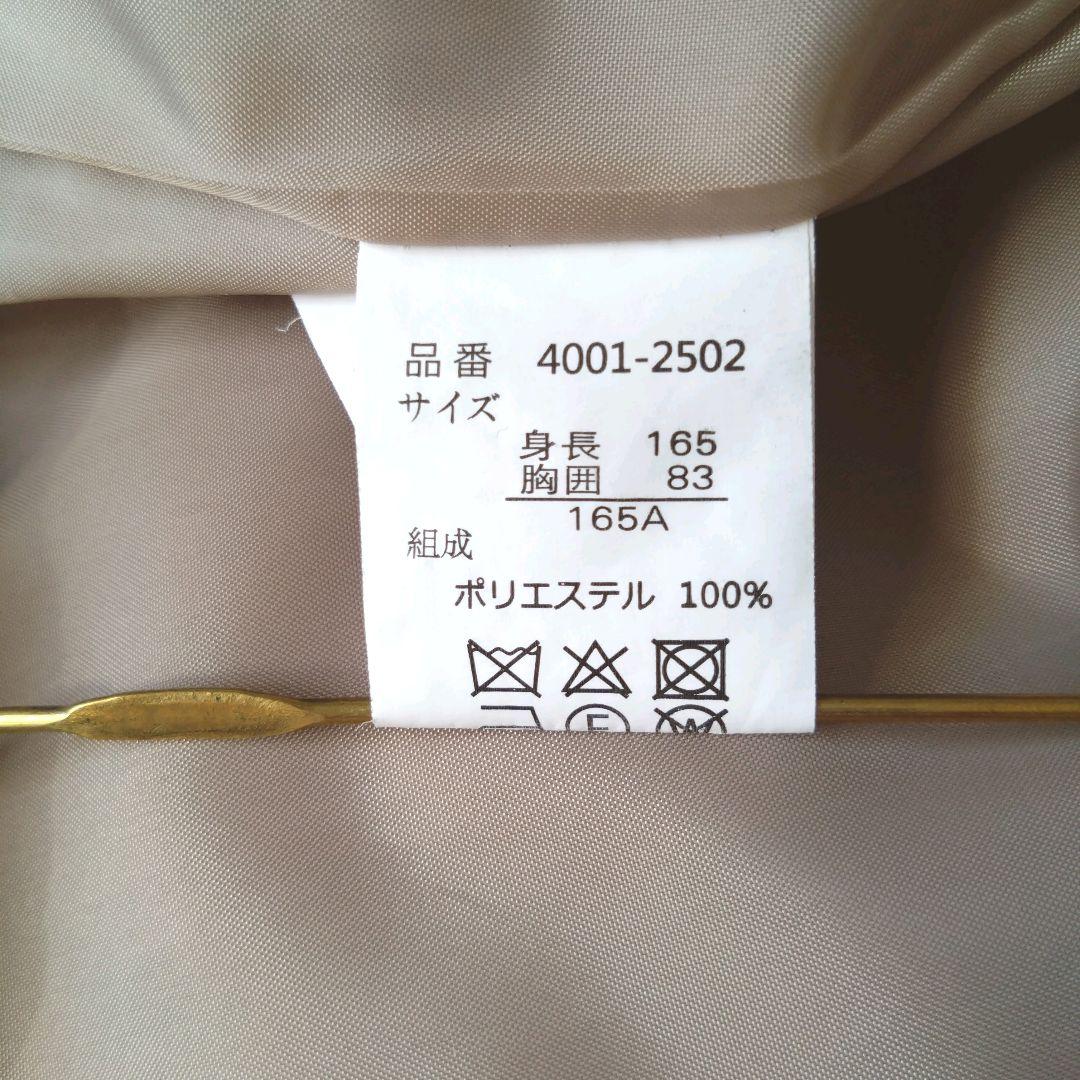 品番 4001-2502
サイズ
身長 165
胸囲 83
165A
組成
ポリエステル 100%